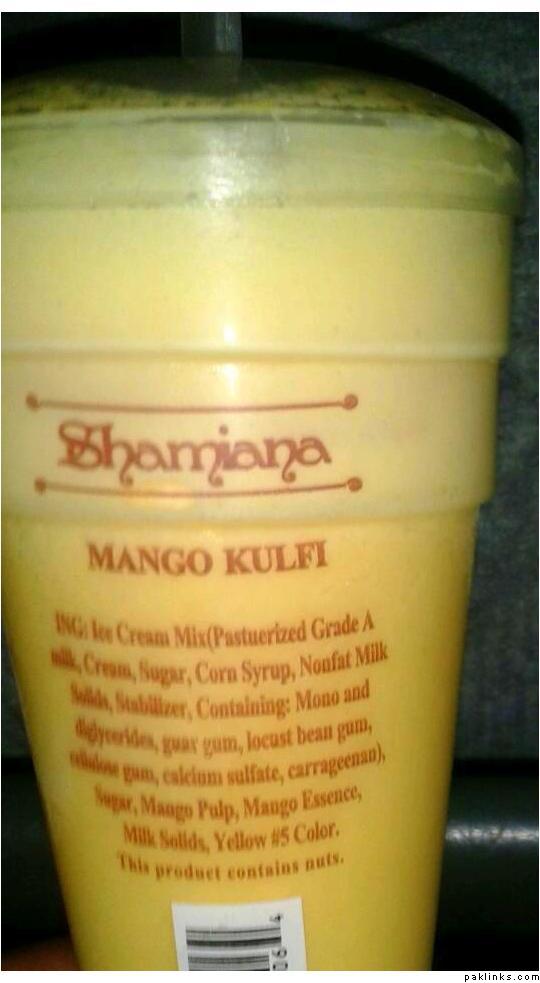 Shamiana
MANGO KULFI
ING: Ice Cream Mix(Pastuerized Grade A
milk, Cream, Sugar, Corn Syrup, Nonfat Milk
Solids, Stabilizer, Containing: Mono and
diglycerides, guar gum, locust bean gum,
cellulose gum, calcium sulfate, carrageenan),
Sugar, Mango Pulp, Mango Essence,
Milk Solids, Yellow #5 Color.
This product contains nuts.
paklinks.com